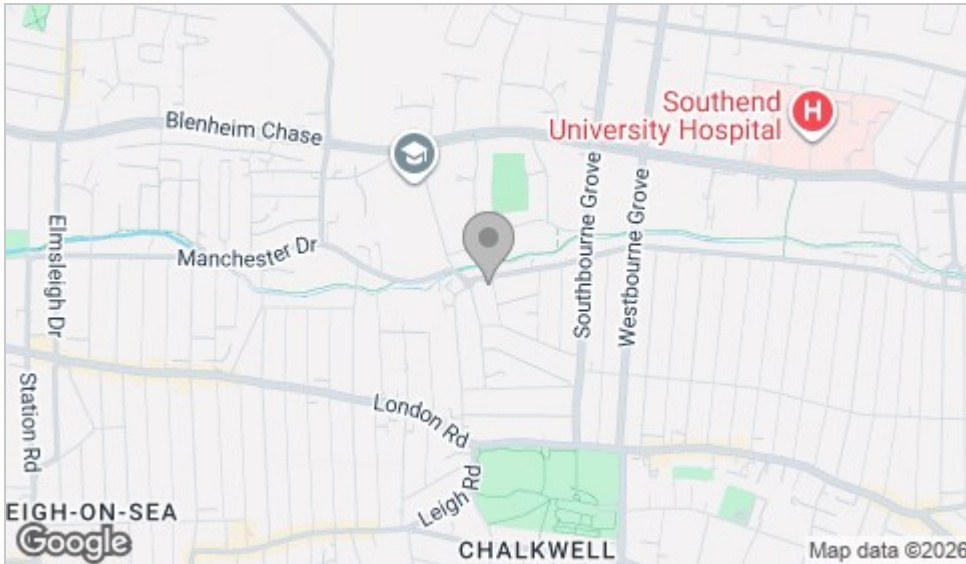 Southend
University Hospital
H
Blenheim Chase
Southbourne Grove
Westbourne Grove
Elmsleigh Dr
Manchester Dr
Station Rd
London Rd
Leigh Rd
EIGH-ON-SEA
CHALKWELL
Google
Map data ©2026